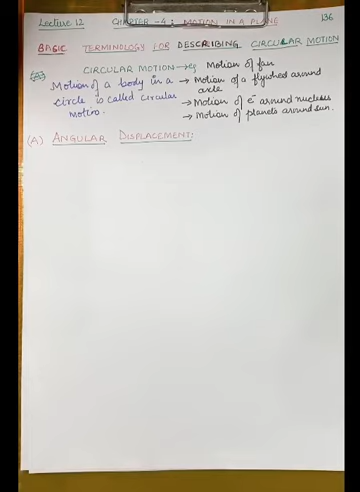 Lecture 12 CHAPTER-4: MOTION IN A PLANE 136
BASIC TERMINOLOGY FOR DESCRIBING CIRCULAR MOTION
CIRCULAR MOTION → eg Motion of fan
Motion of a body in a → Motion of a flywheel around
circle is called circular axle
motion. → Motion of e⁻ around nucleus
→ Motion of planets around sun.
(A) ANGULAR DISPLACEMENT: